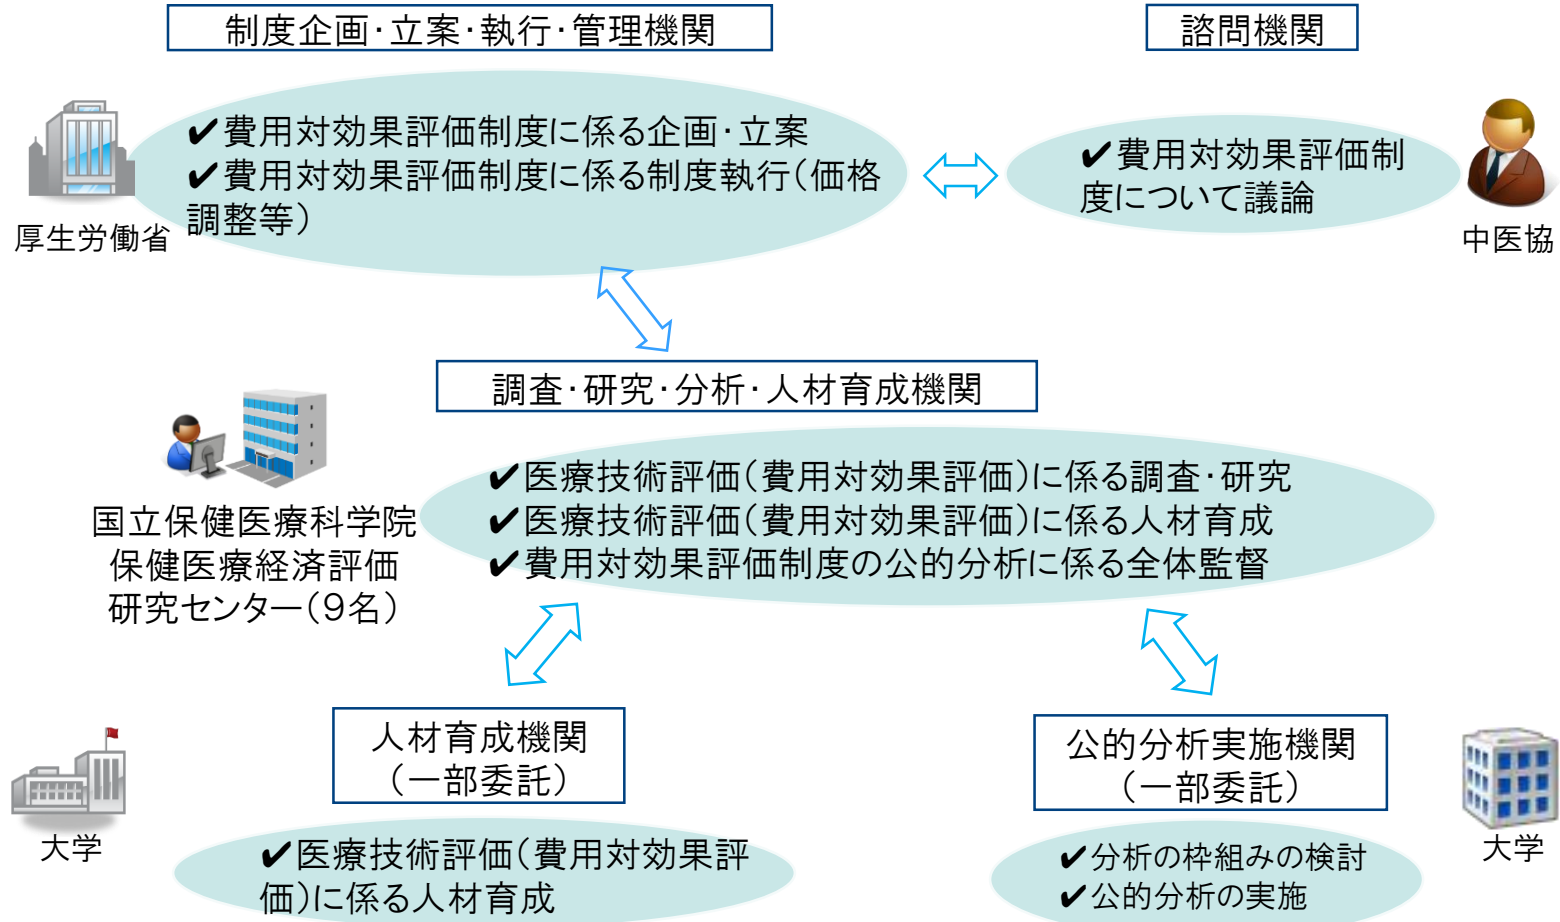 制度企画・立案・執行・管理機関
諮問機関
✔費用対効果評価制度に係る企画・立案
✔費用対効果評価制度に係る制度執行（価格
調整等）
厚生労働省
✔費用対効果評価制
度について議論
中医協
調査・研究・分析・人材育成機関
✔医療技術評価（費用対効果評価）に係る調査・研究
✔医療技術評価（費用対効果評価）に係る人材育成
✔費用対効果評価制度の公的分析に係る全体監督
国立保健医療科学院
保健医療経済評価
研究センター（９名）
人材育成機関
（一部委託）
公的分析実施機関
（一部委託）
大学
✔医療技術評価（費用対効果評
価）に係る人材育成
✔分析の枠組みの検討
✔公的分析の実施
大学